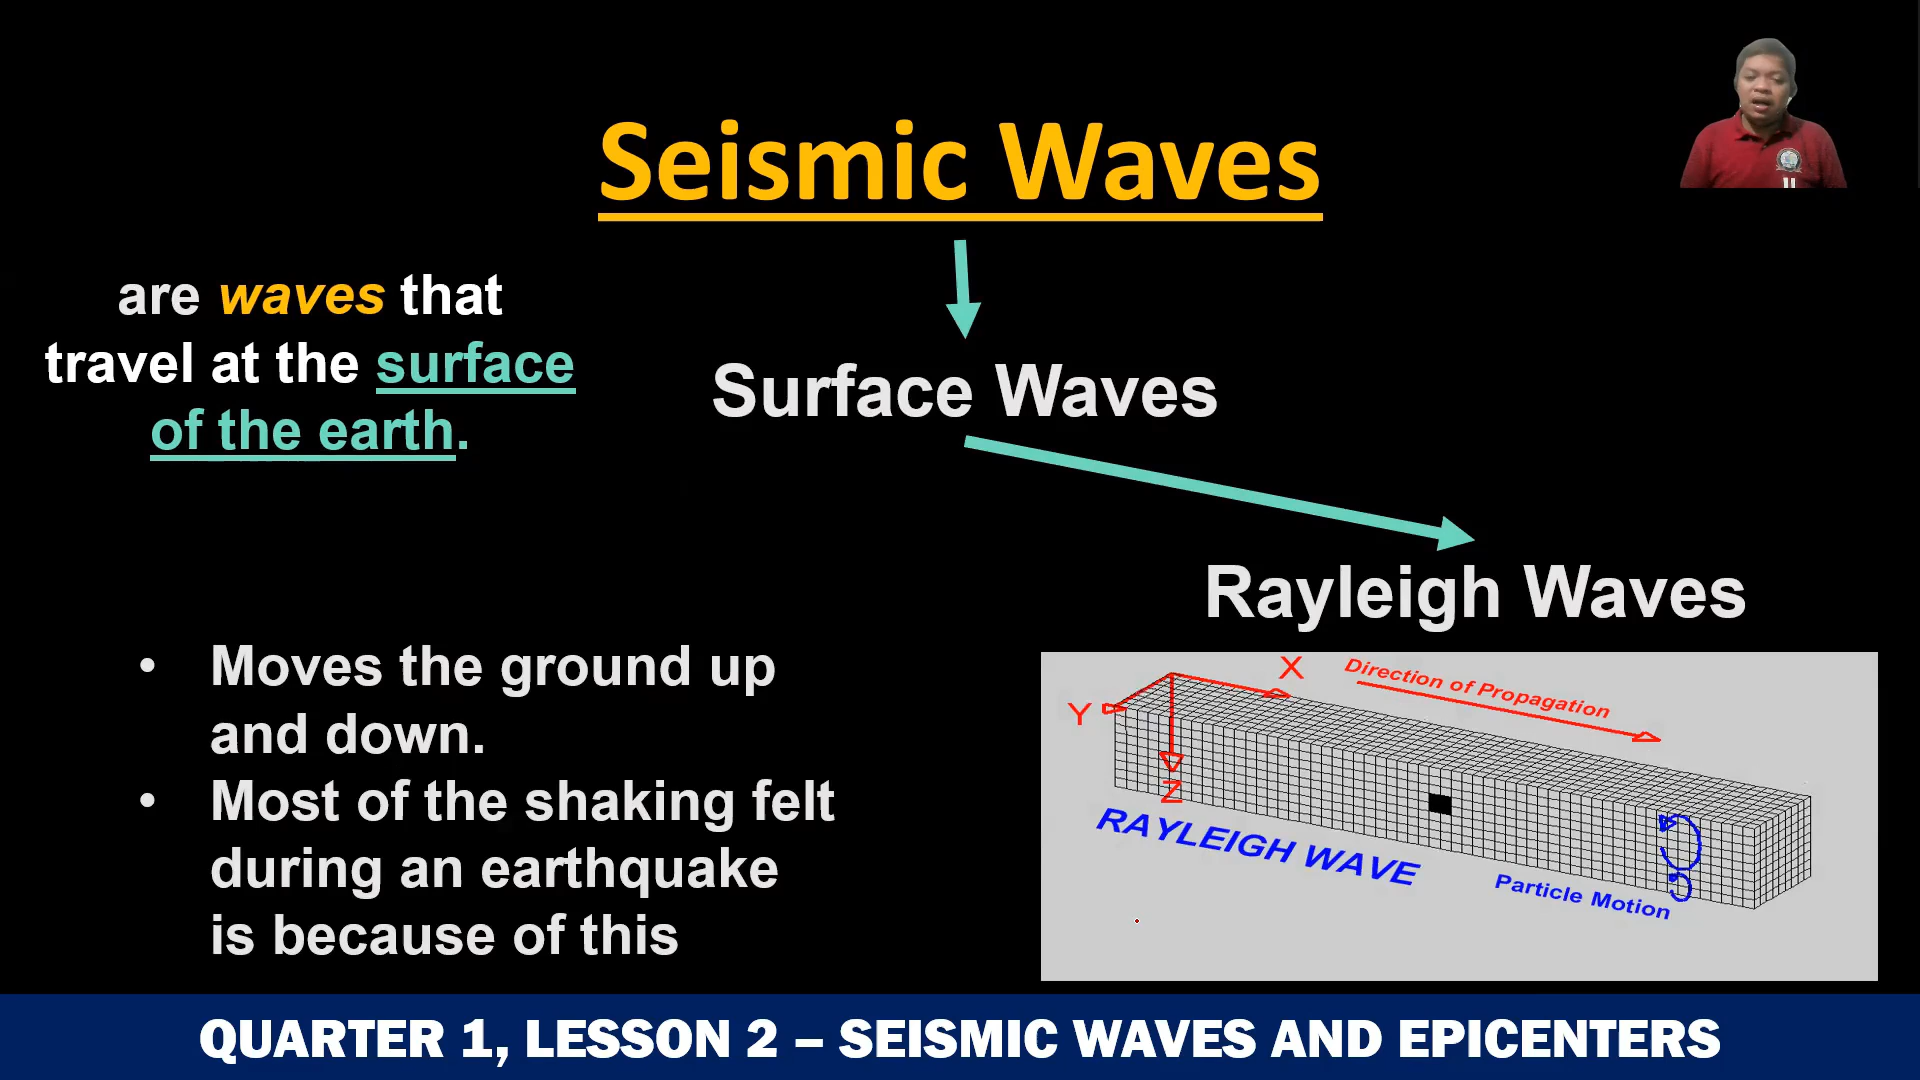 Seismic Waves
are waves that
travel at the surface
of the earth.
Surface Waves
Rayleigh Waves
• Moves the ground up
and down.
• Most of the shaking felt
during an earthquake
is because of this
X
Direction of Propagation
Y
Z
RAYLEIGH WAVE
Particle Motion
QUARTER 1, LESSON 2 – SEISMIC WAVES AND EPICENTERS